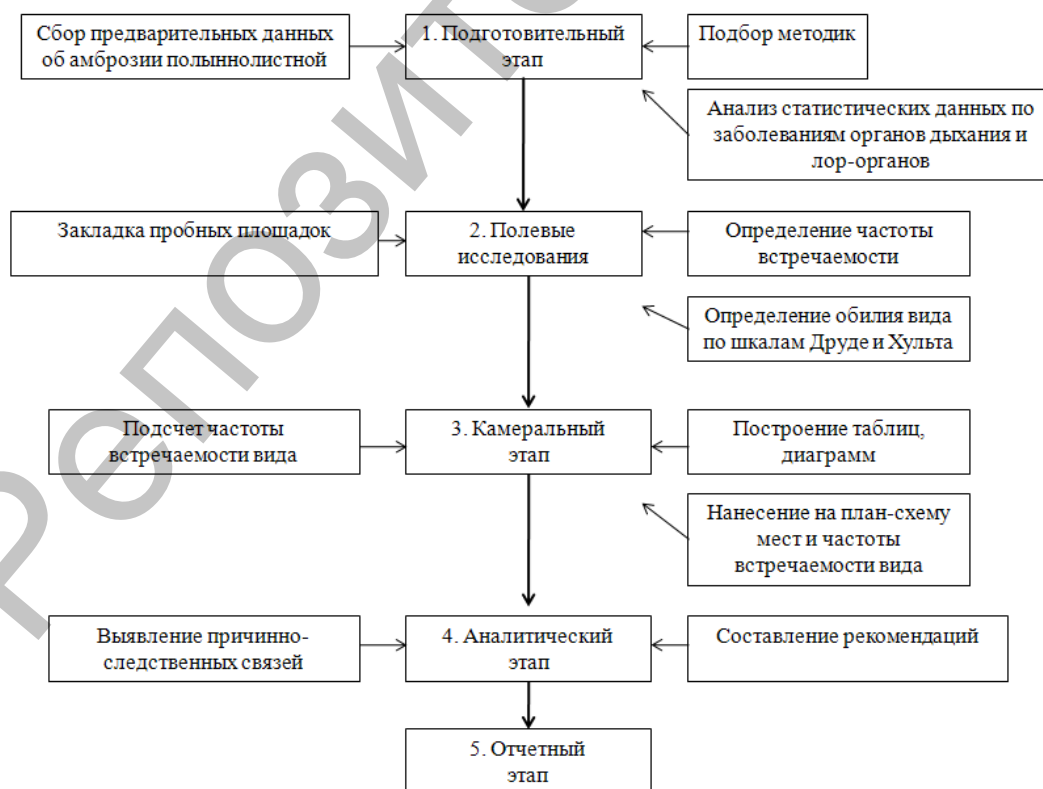 Сбор предварительных данных
об амброзии полыннолистной
1. Подготовительный
этап
Подбор методик
Анализ статистических данных по
заболеваниям органов дыхания и
лор-органов
Закладка пробных площадок
2. Полевые
исследования
Определение частоты
встречаемости
Определение обилия вида
по шкалам Друде и Хульта
Подсчет частоты
встречаемости вида
3. Камеральный
этап
Построение таблиц,
диаграмм
Нанесение на план-схему
мест и частоты
встречаемости вида
Выявление причинно-
следственных связей
4. Аналитический
этап
Составление рекомендаций
5. Отчетный
этап